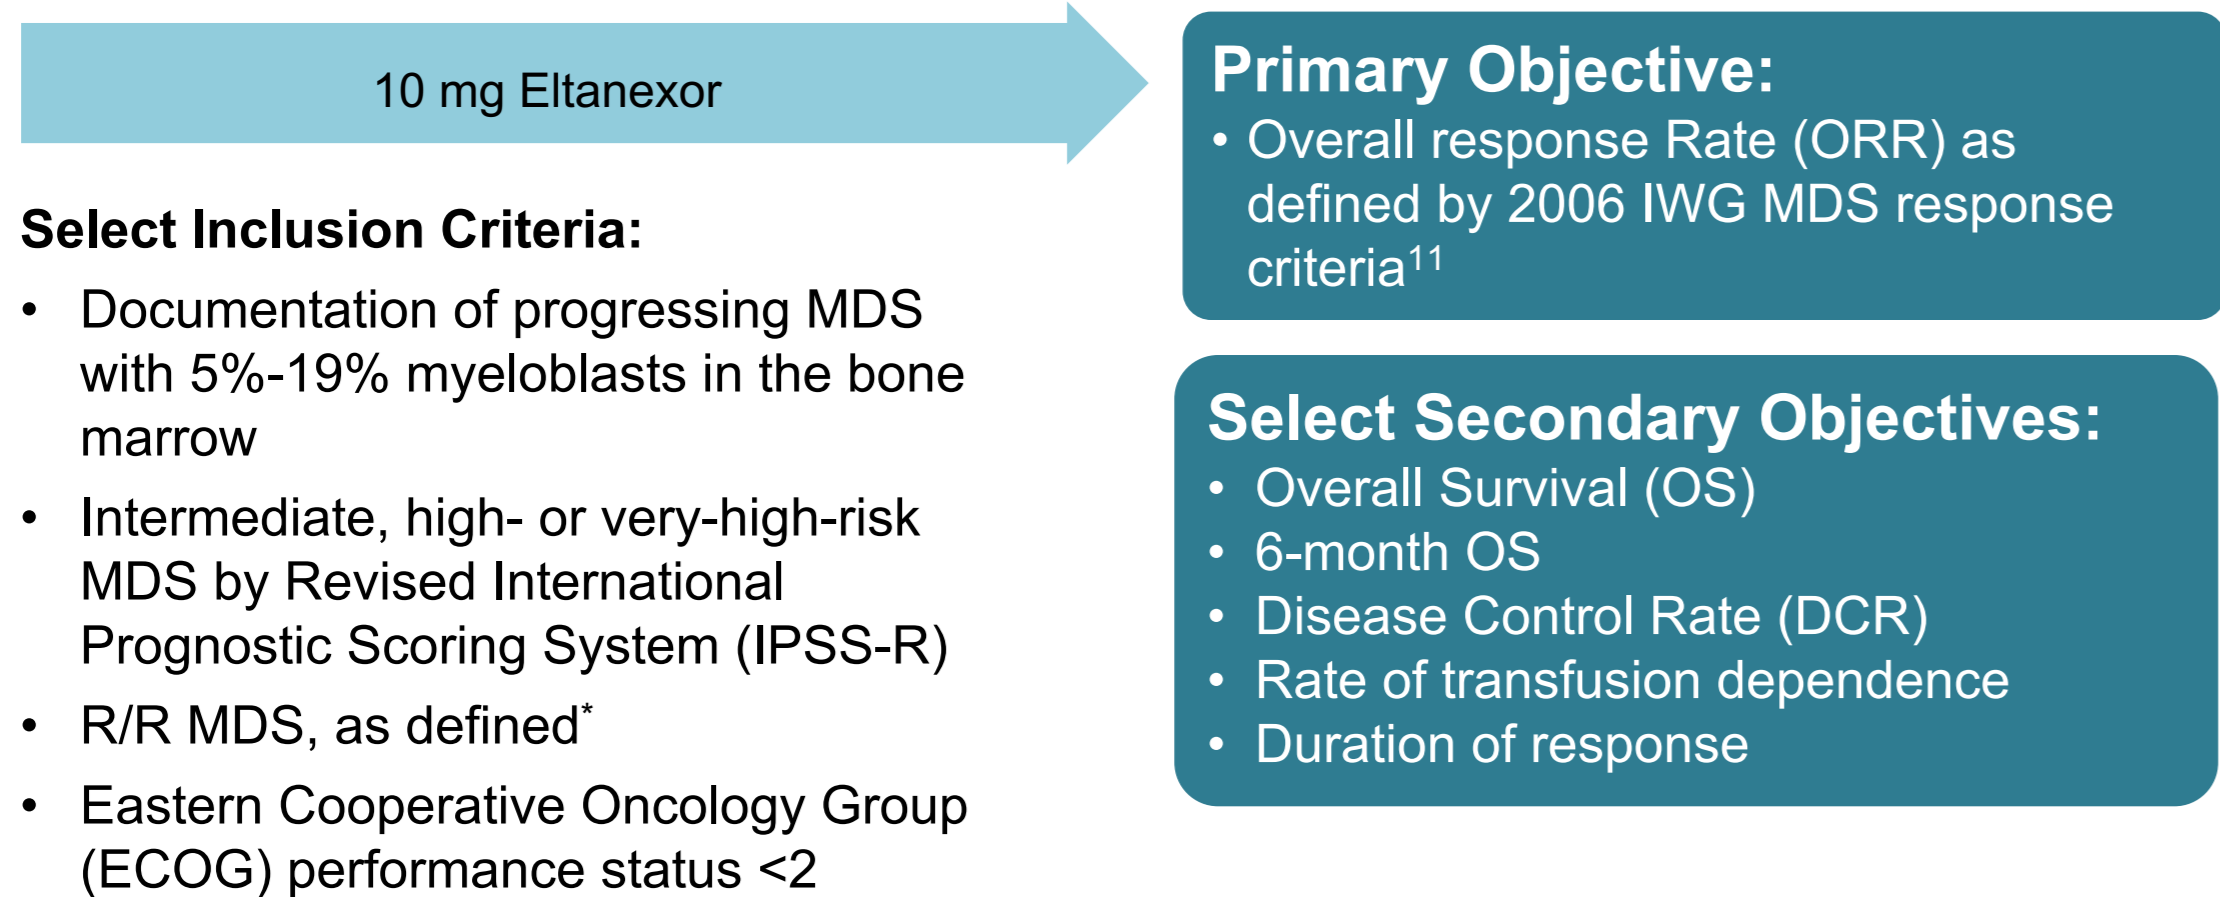 10 mg Eltanexor
Select Inclusion Criteria:
• Documentation of progressing MDS
with 5%-19% myeloblasts in the bone
marrow
• Intermediate, high- or very-high-risk
MDS by Revised International
Prognostic Scoring System (IPSS-R)
• R/R MDS, as defined*
• Eastern Cooperative Oncology Group
(ECOG) performance status <2
Primary Objective:
• Overall response Rate (ORR) as
defined by 2006 IWG MDS response
criteria¹¹
Select Secondary Objectives:
• Overall Survival (OS)
• 6-month OS
• Disease Control Rate (DCR)
• Rate of transfusion dependence
• Duration of response